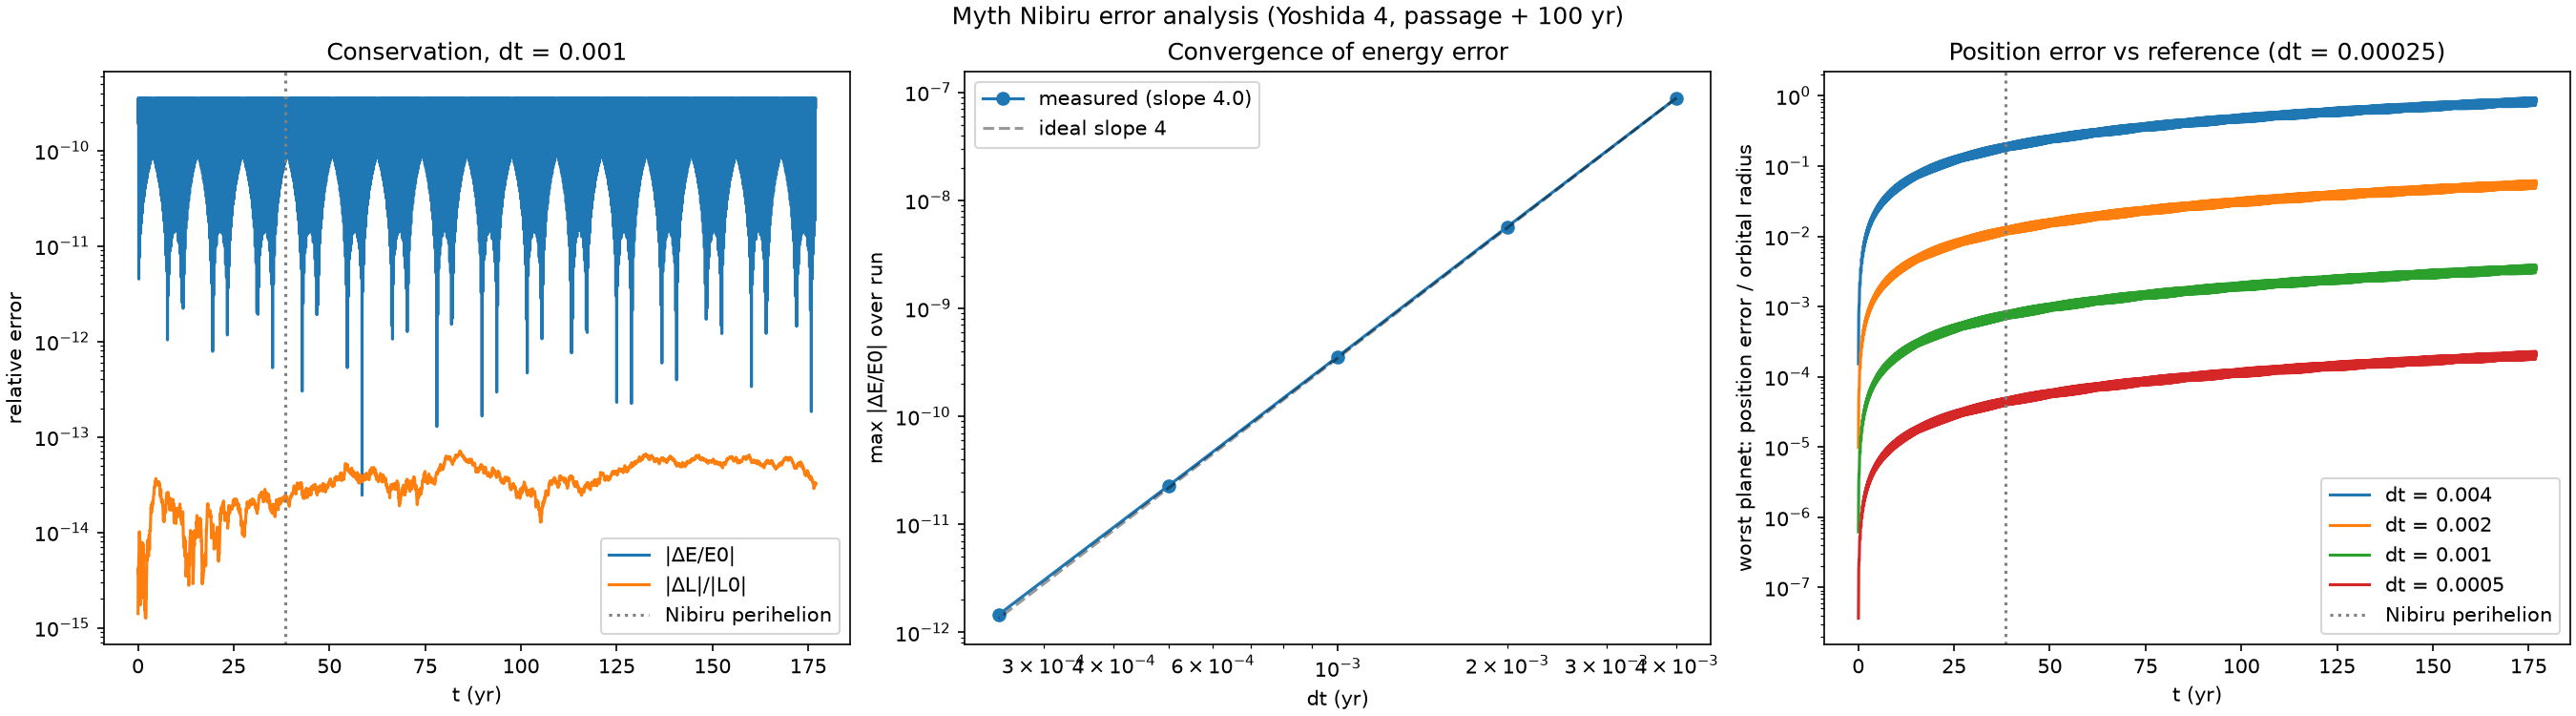 Myth Nibiru error analysis (Yoshida 4, passage + 100 yr)
Conservation, dt = 0.001
relative error
10⁻¹⁰
10⁻¹¹
10⁻¹²
10⁻¹³
10⁻¹⁴
10⁻¹⁵
|ΔE/E0|
|ΔL|/|L0|
Nibiru perihelion
0 25 50 75 100 125 150 175
t (yr)
Convergence of energy error
max |ΔE/E0| over run
10⁻⁷
10⁻⁸
10⁻⁹
10⁻¹⁰
10⁻¹¹
10⁻¹²
measured (slope 4.0)
ideal slope 4
3 × 10⁻⁴ 4 × 10⁻⁴ 6 × 10⁻⁴ 10⁻³ 2 × 10⁻³ 3 × 10⁻³ 4 × 10⁻³
dt (yr)
Position error vs reference (dt = 0.00025)
worst planet: position error / orbital radius
10⁰
10⁻¹
10⁻²
10⁻³
10⁻⁴
10⁻⁵
10⁻⁶
10⁻⁷
dt = 0.004
dt = 0.002
dt = 0.001
dt = 0.0005
Nibiru perihelion
0 25 50 75 100 125 150 175
t (yr)